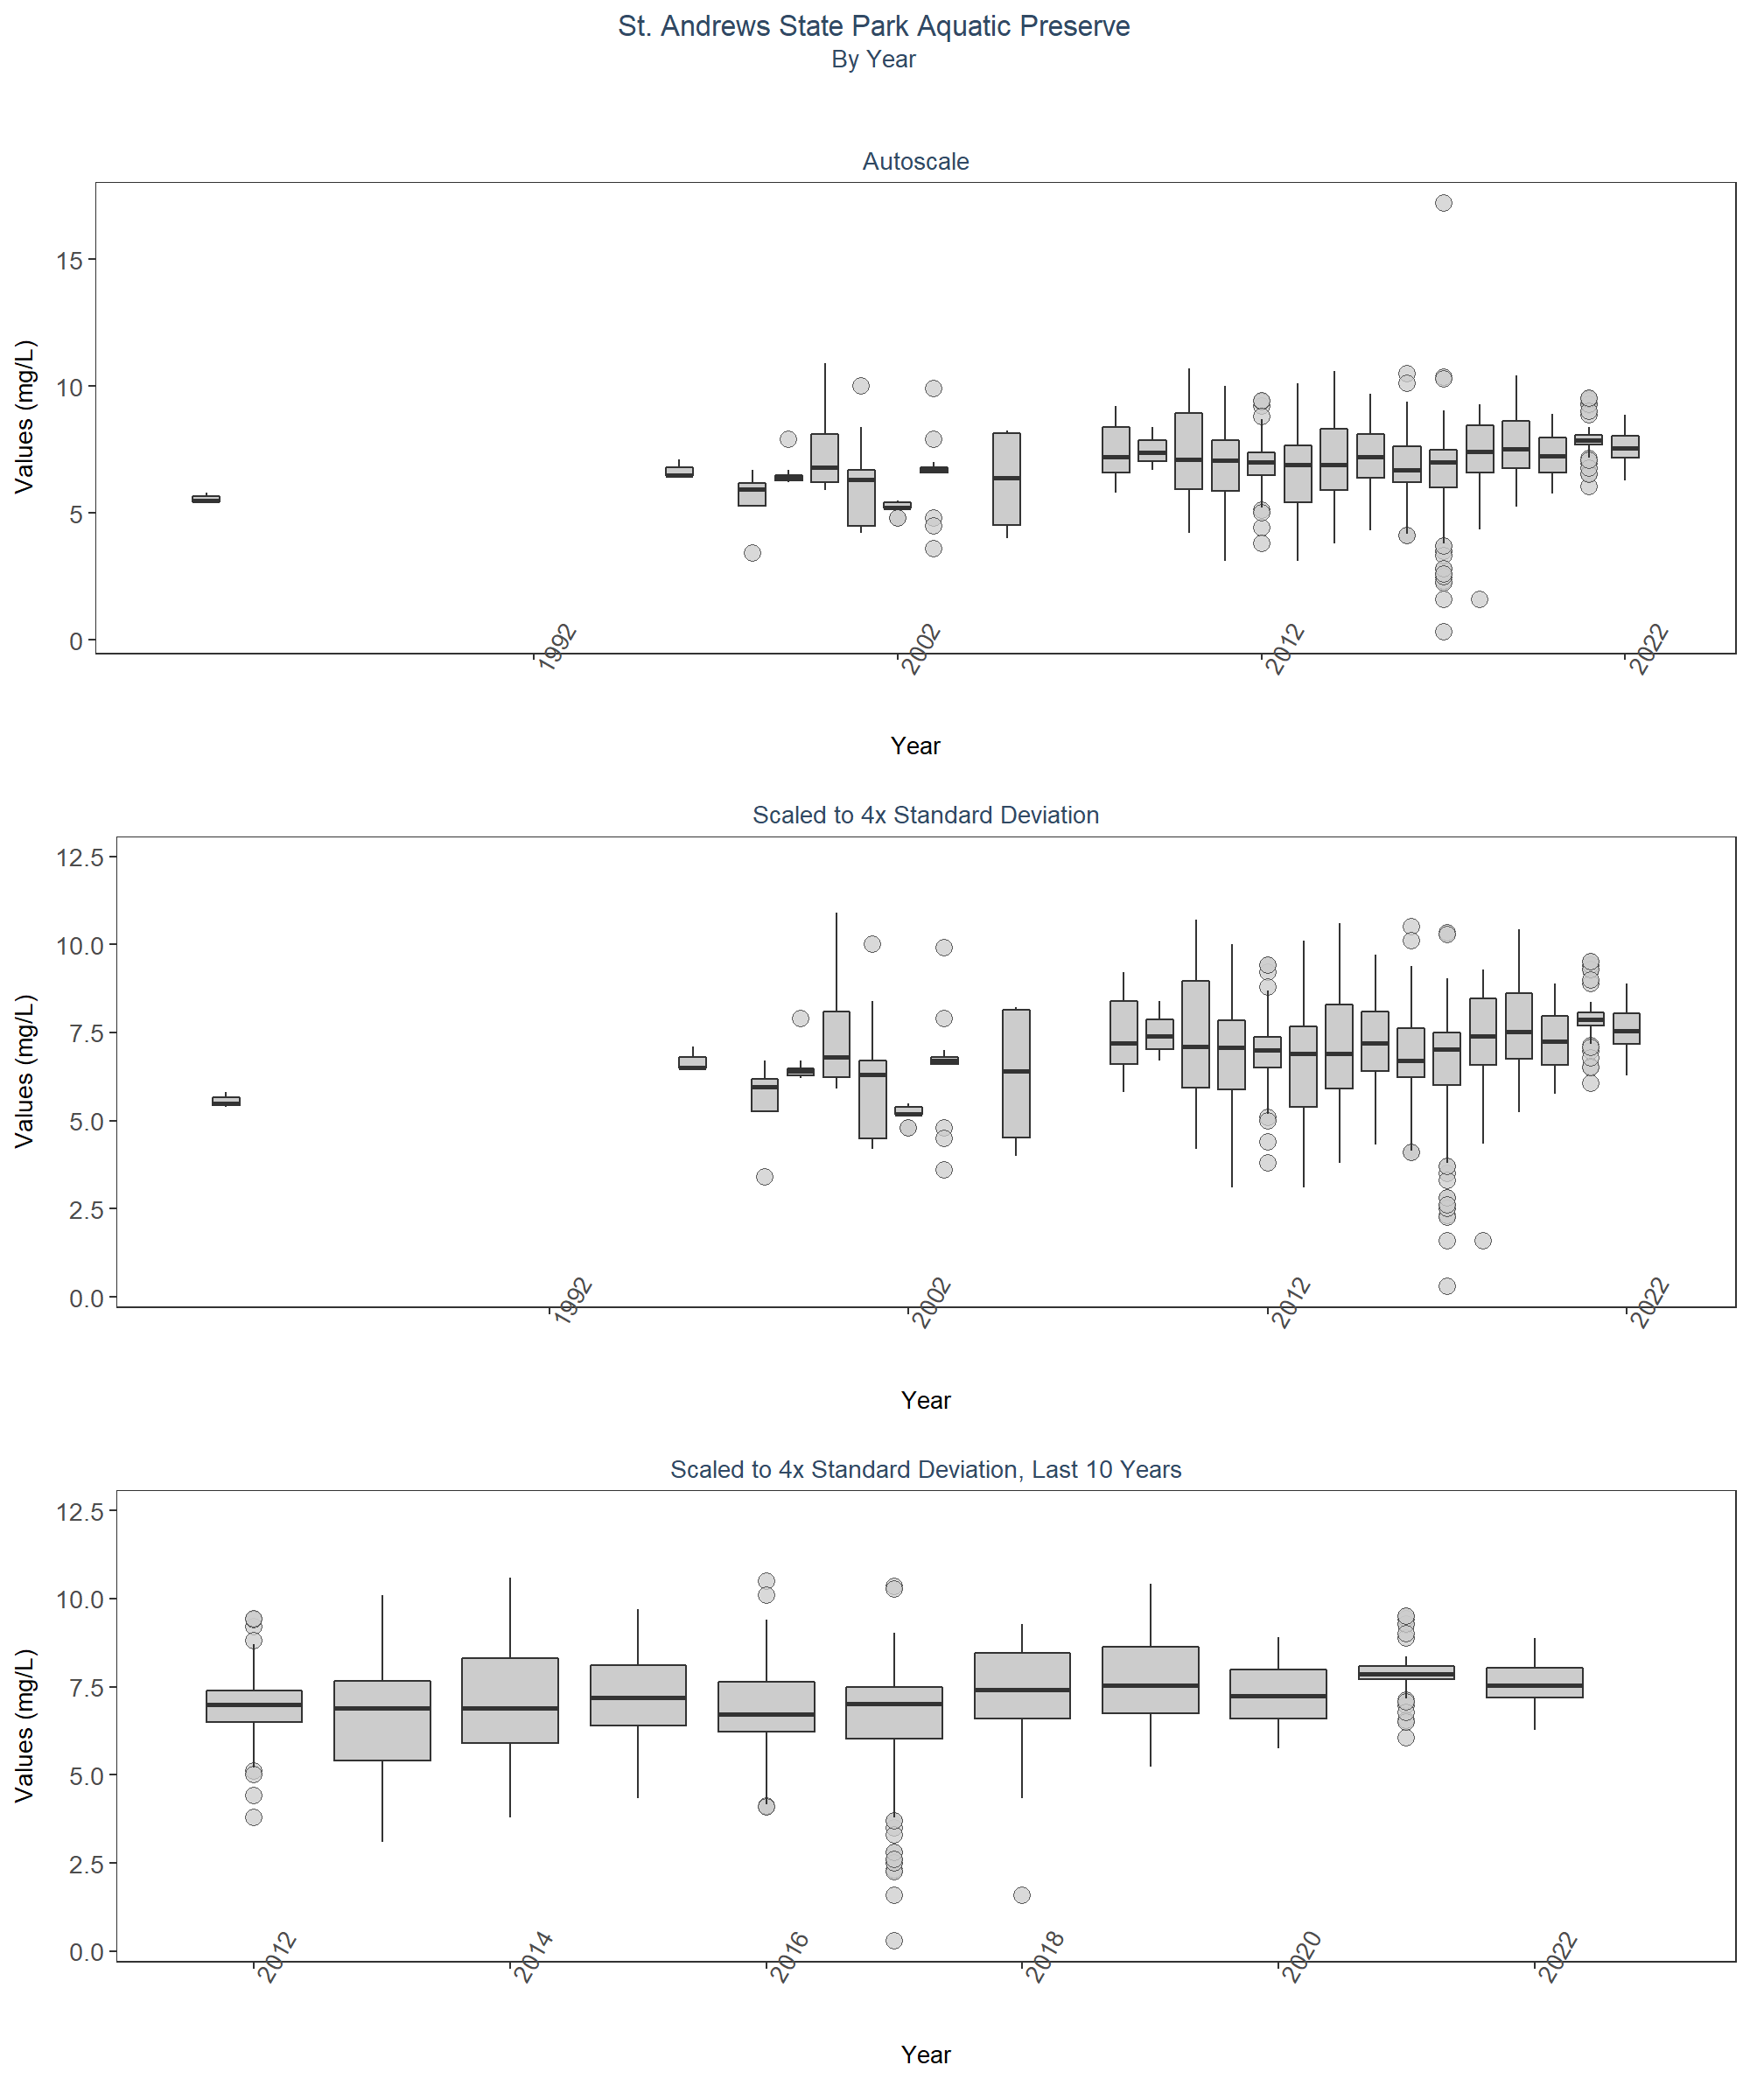 St. Andrews State Park Aquatic Preserve
By Year
Autoscale
Values (mg/L)
15
10
5
0
1992
2002
2012
2022
Year
Scaled to 4x Standard Deviation
Values (mg/L)
12.5
10.0
7.5
5.0
2.5
0.0
1992
2002
2012
2022
Year
Scaled to 4x Standard Deviation, Last 10 Years
Values (mg/L)
12.5
10.0
7.5
5.0
2.5
0.0
2012
2014
2016
2018
2020
2022
Year